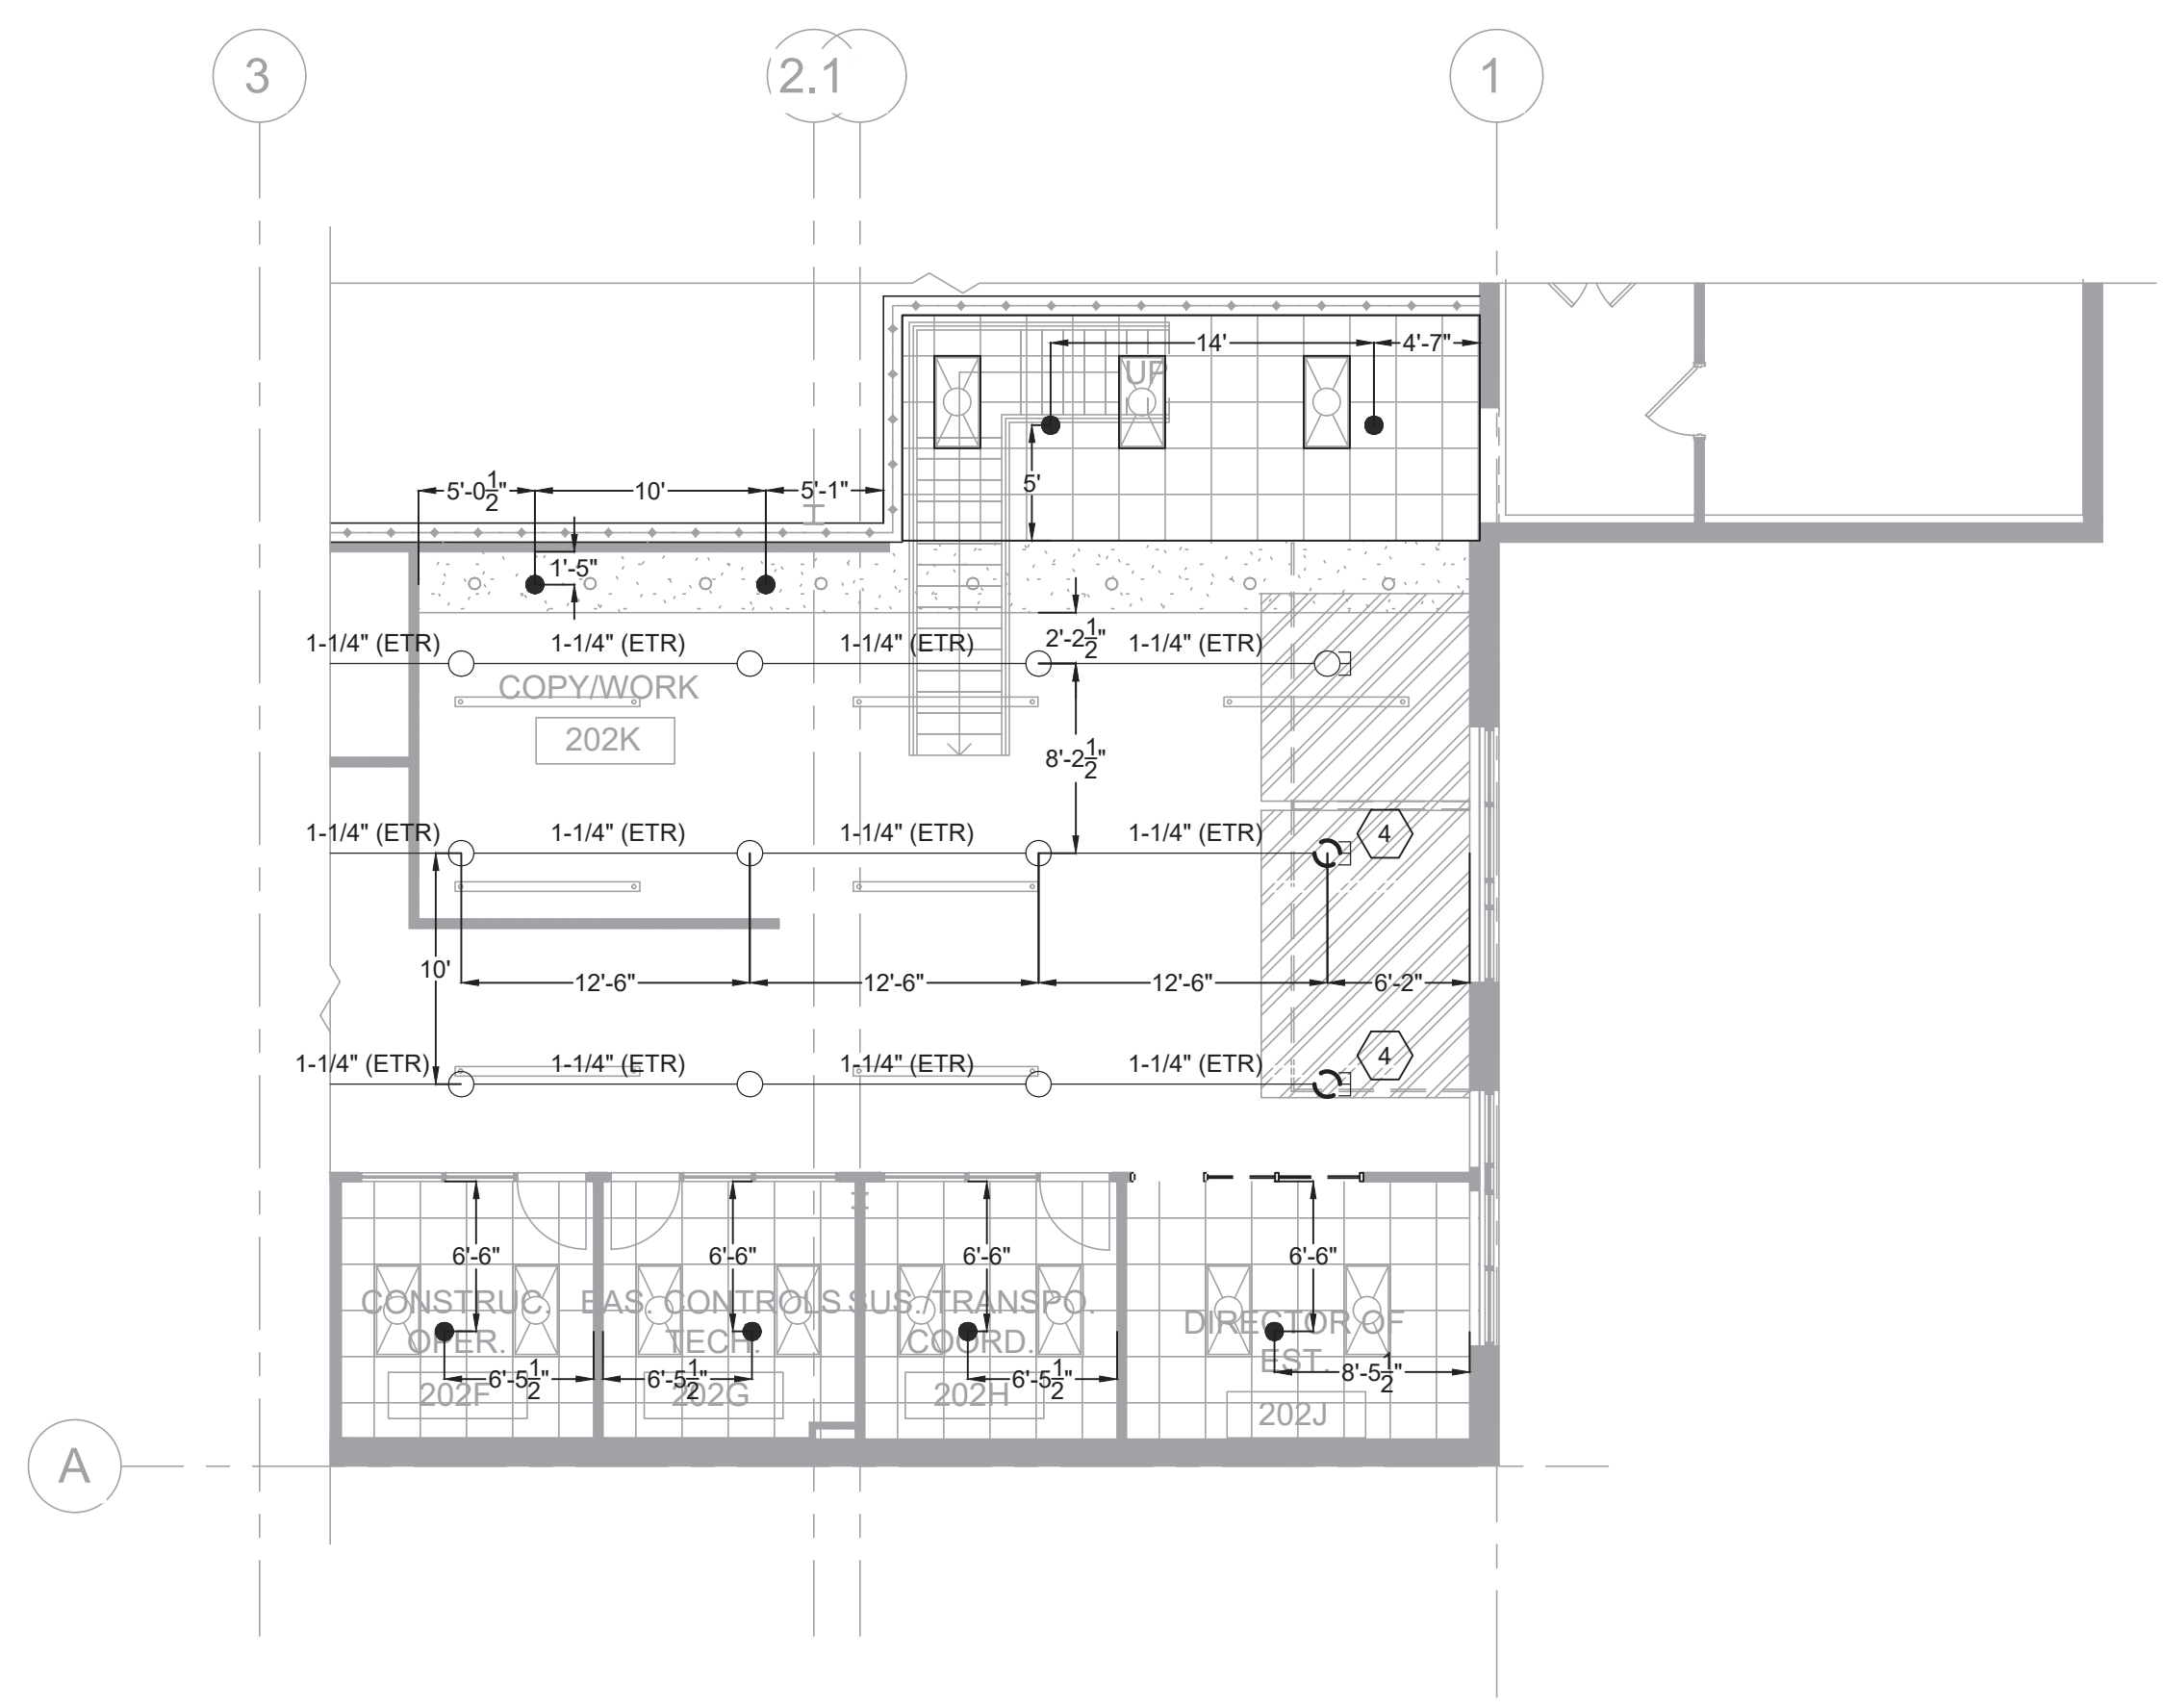 3
2.1
1
14'
4'-7"
UP
5'
5'-0 1/2"
10'
5'-1"
1'-5"
1-1/4" (ETR)
1-1/4" (ETR)
1-1/4" (ETR)
2'-2 1/2"
1-1/4" (ETR)
COPY/WORK
202K
8'-2 1/2"
1-1/4" (ETR)
1-1/4" (ETR)
1-1/4" (ETR)
1-1/4" (ETR)
4
10'
12'-6"
12'-6"
12'-6"
6'-2"
1-1/4" (ETR)
1-1/4" (ETR)
1-1/4" (ETR)
1-1/4" (ETR)
4
6'-6"
6'-6"
6'-6"
6'-6"
CONSTRUC.
OPER.
6'-5 1/2"
202F
BAS. CONTROLS
TECH.
6'-5 1/2"
202G
SUS./TRANSPO.
COORD.
6'-5 1/2"
202H
DIRECTOR OF
EST.
8'-5 1/2"
202J
A